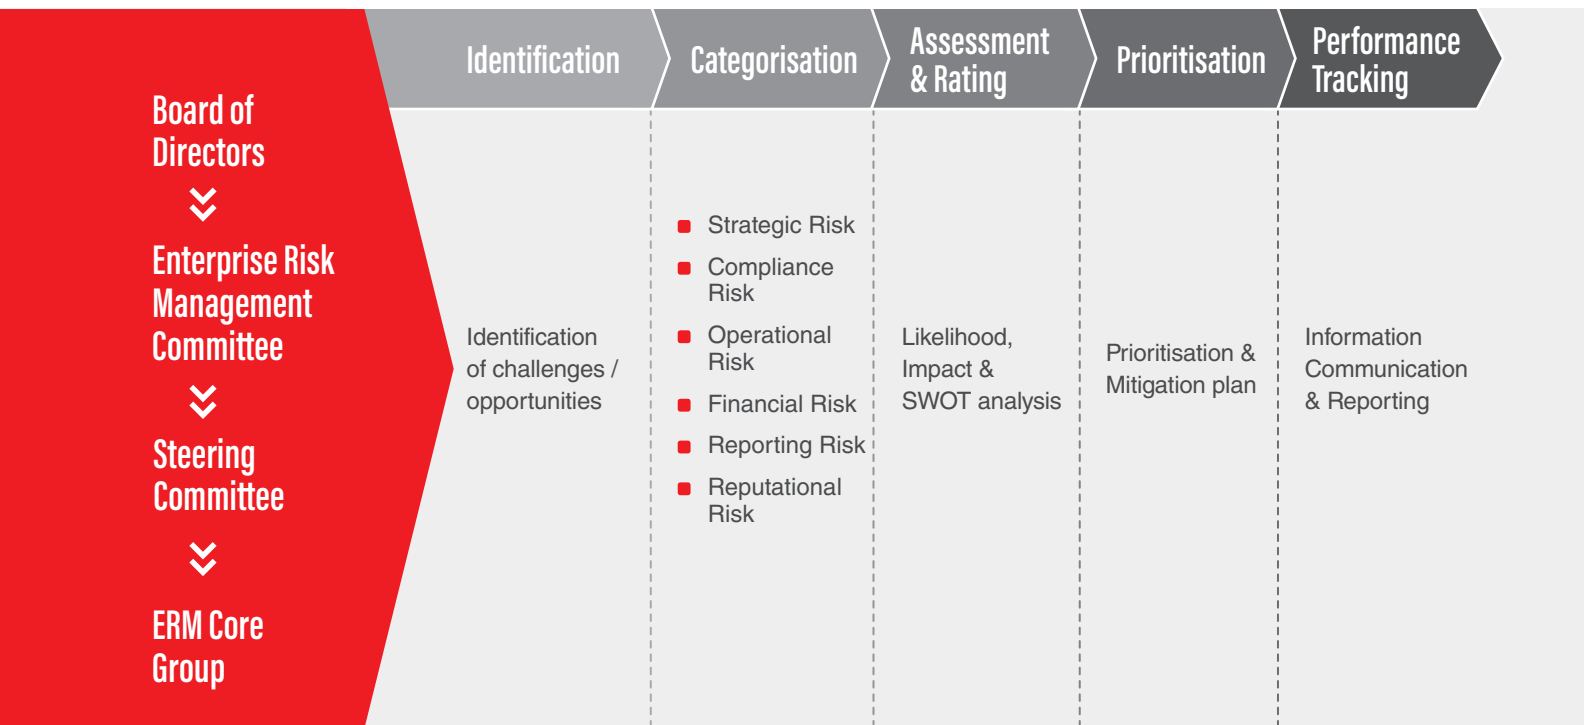 Board of
Directors
Enterprise Risk
Management
Committee
Steering
Committee
ERM Core
Group
Identification
Identification
of challenges /
opportunities
Categorisation
Strategic Risk
Compliance
Risk
Operational
Risk
Financial Risk
Reporting Risk
Reputational
Risk
Assessment
& Rating
Likelihood,
Impact &
SWOT analysis
Prioritisation
Prioritisation &
Mitigation plan
Performance
Tracking
Information
Communication
& Reporting